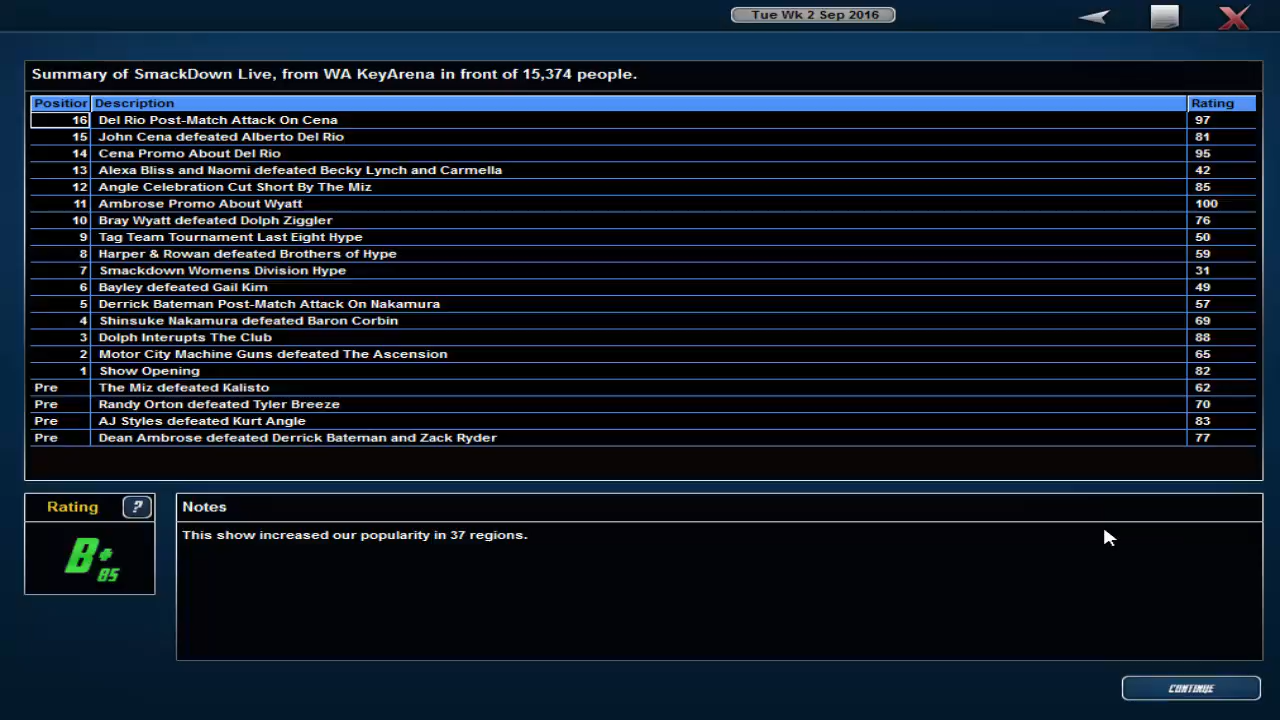 Tue Wk 2 Sep 2016
Summary of SmackDown Live, from WA KeyArena in front of 15,374 people.
Position Description Rating
16 Del Rio Post-Match Attack On Cena 97
15 John Cena defeated Alberto Del Rio 81
14 Cena Promo About Del Rio 95
13 Alexa Bliss and Naomi defeated Becky Lynch and Carmella 42
12 Angle Celebration Cut Short By The Miz 85
11 Ambrose Promo About Wyatt 100
10 Bray Wyatt defeated Dolph Ziggler 76
9 Tag Team Tournament Last Eight Hype 50
8 Harper & Rowan defeated Brothers of Hype 59
7 Smackdown Womens Division Hype 31
6 Bayley defeated Gail Kim 49
5 Derrick Bateman Post-Match Attack On Nakamura 57
4 Shinsuke Nakamura defeated Baron Corbin 69
3 Dolph Interupts The Club 88
2 Motor City Machine Guns defeated The Ascension 65
1 Show Opening 82
Pre The Miz defeated Kalisto 62
Pre Randy Orton defeated Tyler Breeze 70
Pre AJ Styles defeated Kurt Angle 83
Pre Dean Ambrose defeated Derrick Bateman and Zack Ryder 77
Rating ?
B+
85
Notes
This show increased our popularity in 37 regions.
CONTINUE